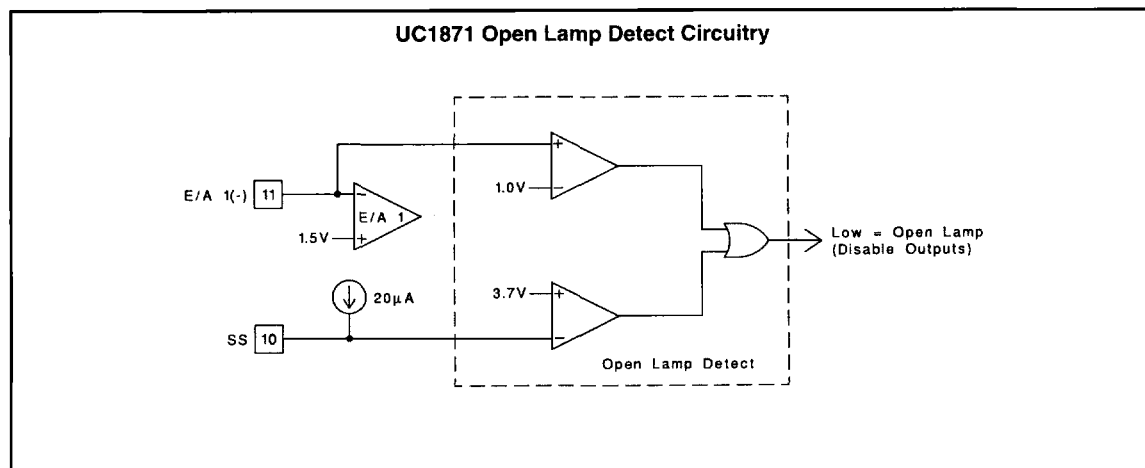 UC1871 Open Lamp Detect Circuitry
+
1.0V −
E/A 1(-) 11
−
E/A 1
1.5V +
Low = Open Lamp
(Disable Outputs)
20µA
3.7V +
SS 10
−
Open Lamp Detect